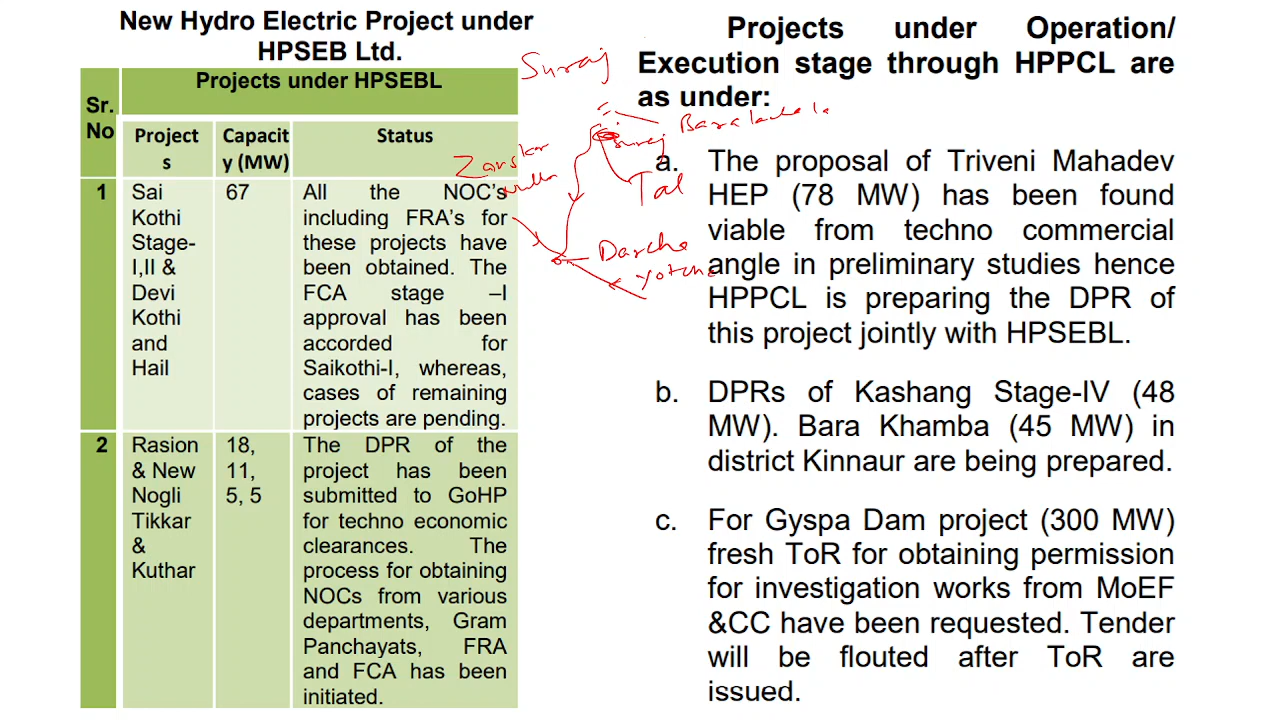 New Hydro Electric Project under
HPSEB Ltd.
Sr.
No
Projects under HPSEBL
Project
s
Capacit
y (MW)
Status
1
Sai
Kothi
Stage-
I,II &
Devi
Kothi
and
Hail
67
All the NOC's
including FRA's for
these projects have
been obtained. The
FCA stage –I
approval has been
accorded for
Saikothi-I, whereas,
cases of remaining
projects are pending.
2
Rasion
& New
Nogli
Tikkar
&
Kuthar
18,
11,
5, 5
The DPR of the
project has been
submitted to GoHP
for techno economic
clearances. The
process for obtaining
NOCs from various
departments, Gram
Panchayats, FRA
and FCA has been
initiated.
Suraj
Suraj
Tal
Zanskar
Darcha
Projects under Operation/
Execution stage through HPPCL are
as under:
a. The proposal of Triveni Mahadev
HEP (78 MW) has been found
viable from techno commercial
angle in preliminary studies hence
HPPCL is preparing the DPR of
this project jointly with HPSEBL.
b. DPRs of Kashang Stage-IV (48
MW). Bara Khamba (45 MW) in
district Kinnaur are being prepared.
c. For Gyspa Dam project (300 MW)
fresh ToR for obtaining permission
for investigation works from MoEF
&CC have been requested. Tender
will be flouted after ToR are
issued.